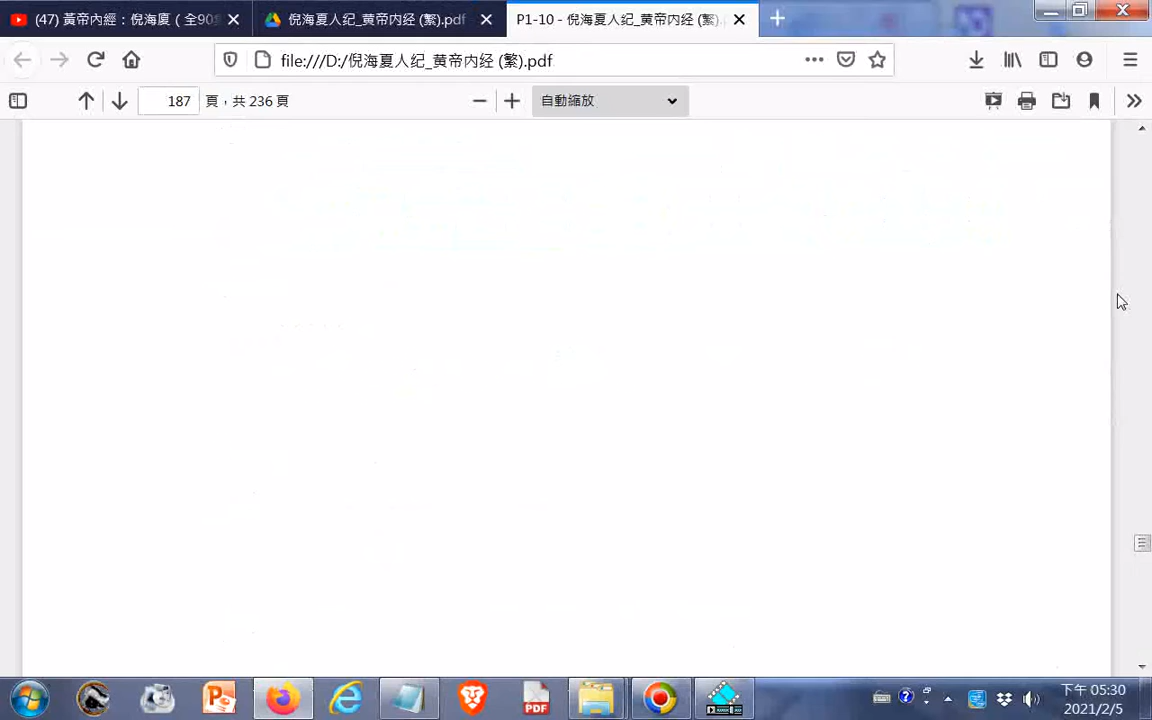 (47) 黃帝內經：倪海廈 ( 全90集
倪海夏人纪_黄帝内经 (繁).pdf
P1-10 - 倪海夏人纪_黄帝内经 (繁).
file:///D:/倪海夏人纪_黄帝内经 (繁).pdf
187 頁，共 236 頁
自動縮放
PDF
下午 05:30
2021/2/5